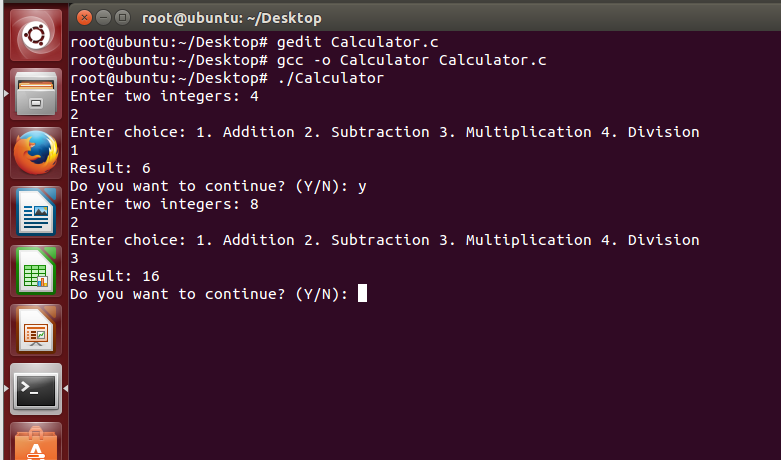 root@ubuntu: ~/Desktop
root@ubuntu:~/Desktop# gedit Calculator.c
root@ubuntu:~/Desktop# gcc -o Calculator Calculator.c
root@ubuntu:~/Desktop# ./Calculator
Enter two integers: 4
2
Enter choice: 1. Addition 2. Subtraction 3. Multiplication 4. Division
1
Result: 6
Do you want to continue? (Y/N): y
Enter two integers: 8
2
Enter choice: 1. Addition 2. Subtraction 3. Multiplication 4. Division
3
Result: 16
Do you want to continue? (Y/N):